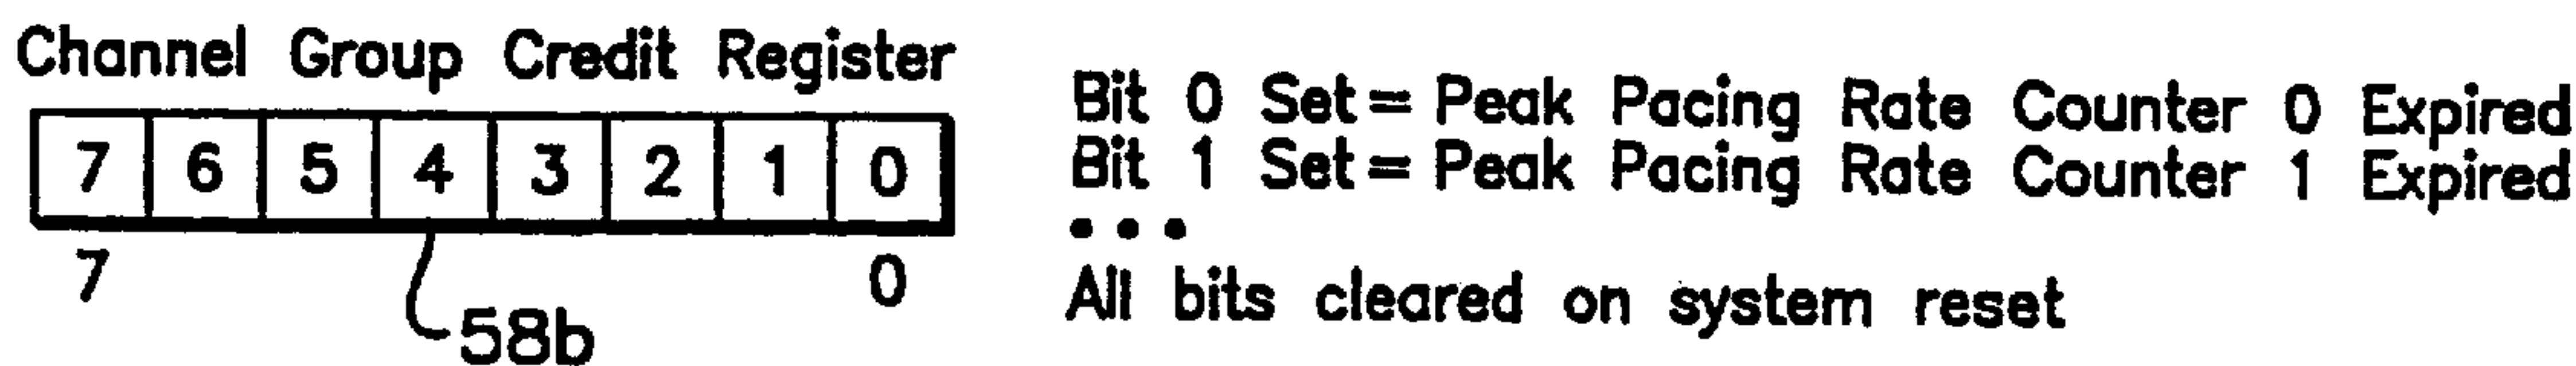 Channel Group Credit Register
7 6 5 4 3 2 1 0
7 0
58b
Bit 0 Set= Peak Pacing Rate Counter 0 Expired
Bit 1 Set= Peak Pacing Rate Counter 1 Expired
• • •
All bits cleared on system reset